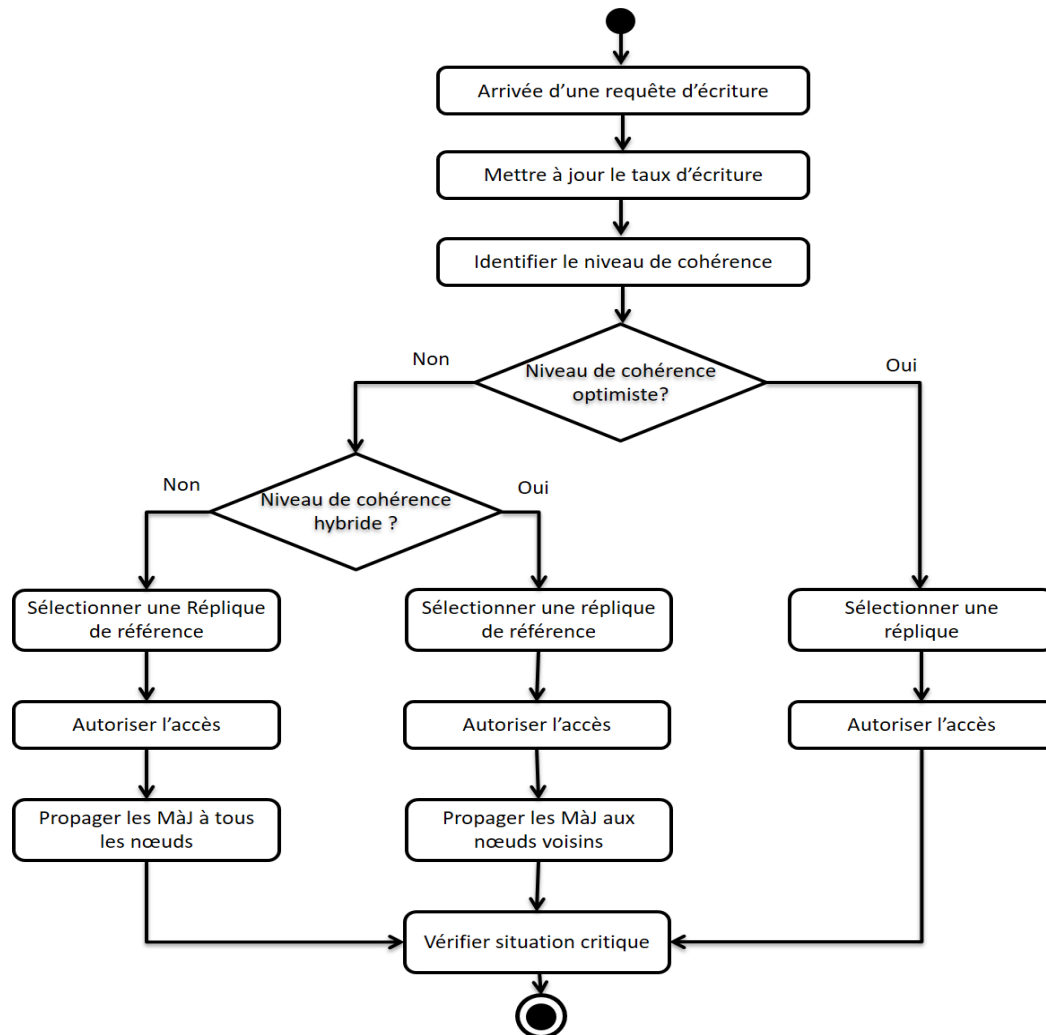 Arrivée d'une requête d'écriture
Mettre à jour le taux d'écriture
Identifier le niveau de cohérence
Non
Oui
Niveau de cohérence
optimiste?
Non
Oui
Niveau de cohérence
hybride ?
Sélectionner une Réplique
de référence
Sélectionner une réplique
de référence
Sélectionner une
réplique
Autoriser l'accès
Autoriser l'accès
Autoriser l'accès
Propager les MàJ à tous
les nœuds
Propager les MàJ aux
nœuds voisins
Vérifier situation critique